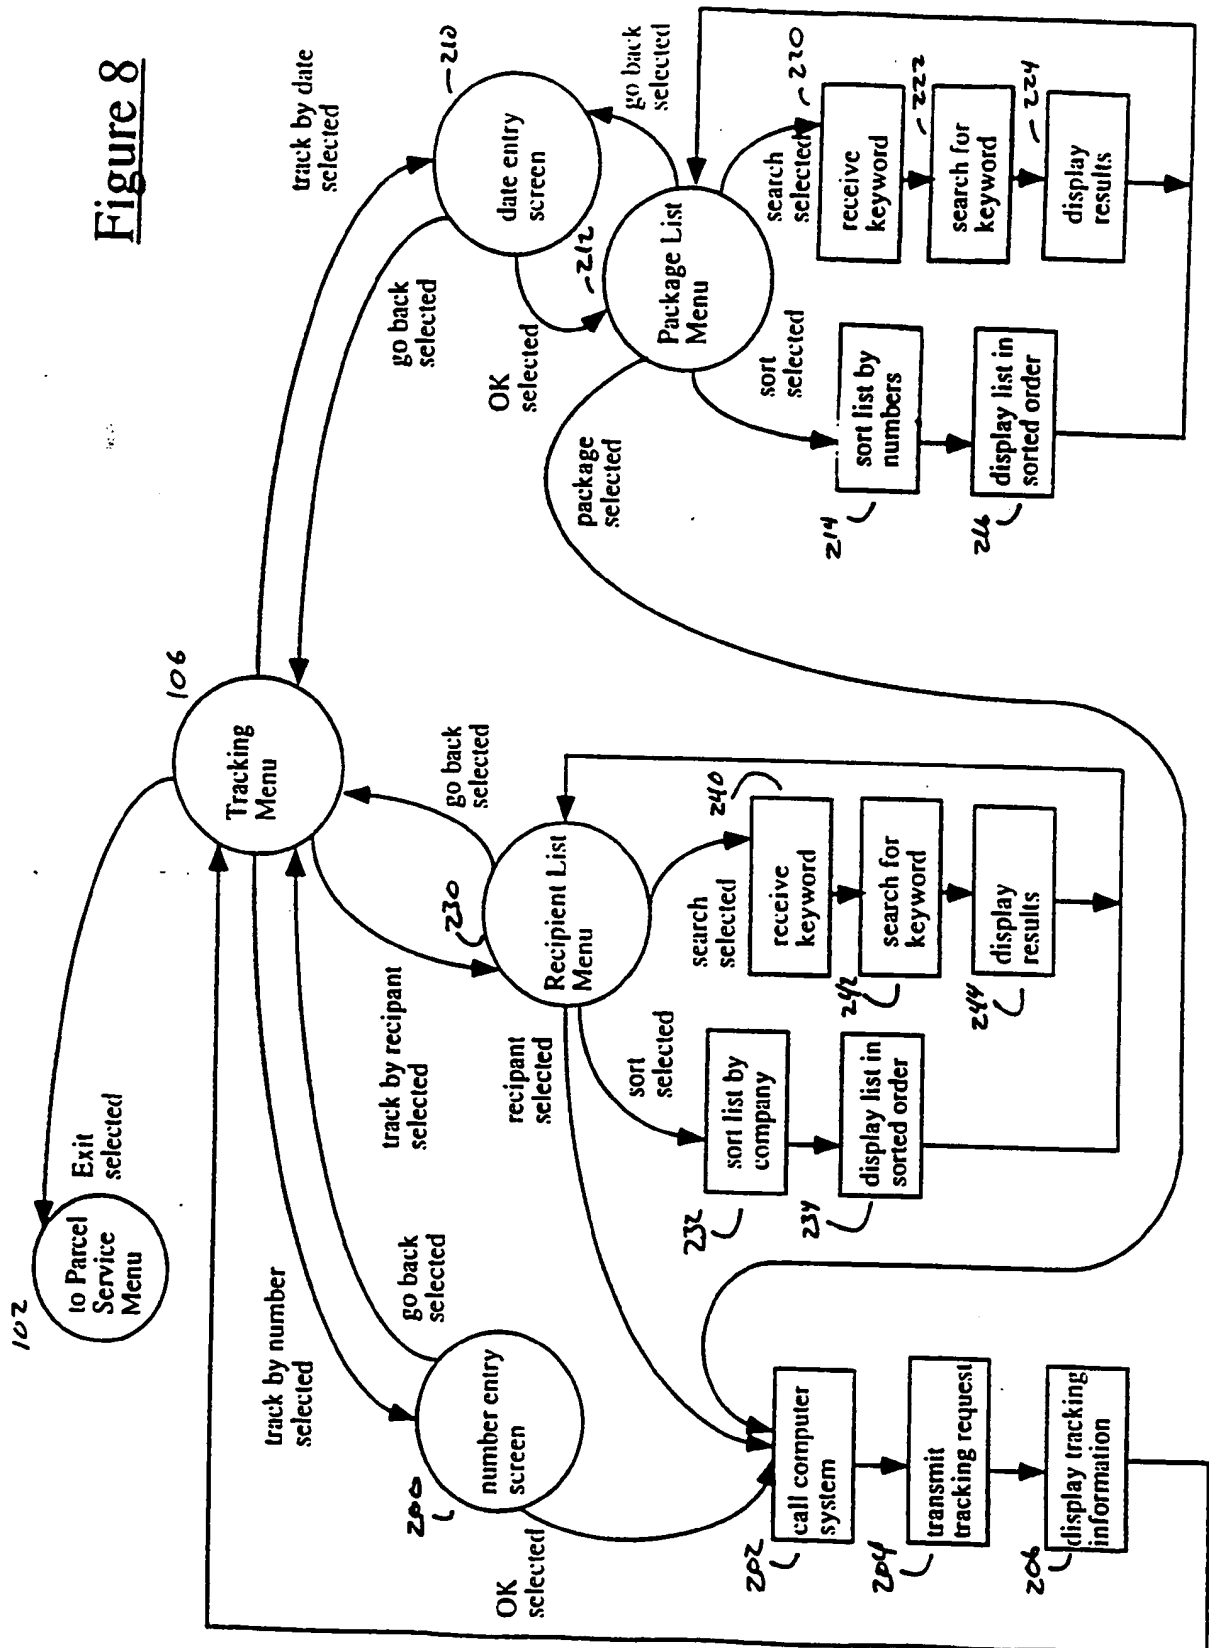 Figure 8
102
to Parcel
Service
Menu
Exit
selected
106
Tracking
Menu
track by number
selected
go back
selected
200
number entry
screen
OK
selected
track by recipant
selected
go back
selected
230
Recipient List
Menu
recipant
selected
sort
selected
search
selected
track by date
selected
go back
selected
210
date entry
screen
OK
selected
go back
selected
212
Package List
Menu
package
selected
sort
selected
search
selected
202
call computer
system
204
transmit
tracking request
206
display tracking
information
232
sort list by
company
234
display list in
sorted order
240
receive
keyword
242
search for
keyword
244
display
results
214
sort list by
numbers
216
display list in
sorted order
220
receive
keyword
222
search for
keyword
224
display
results